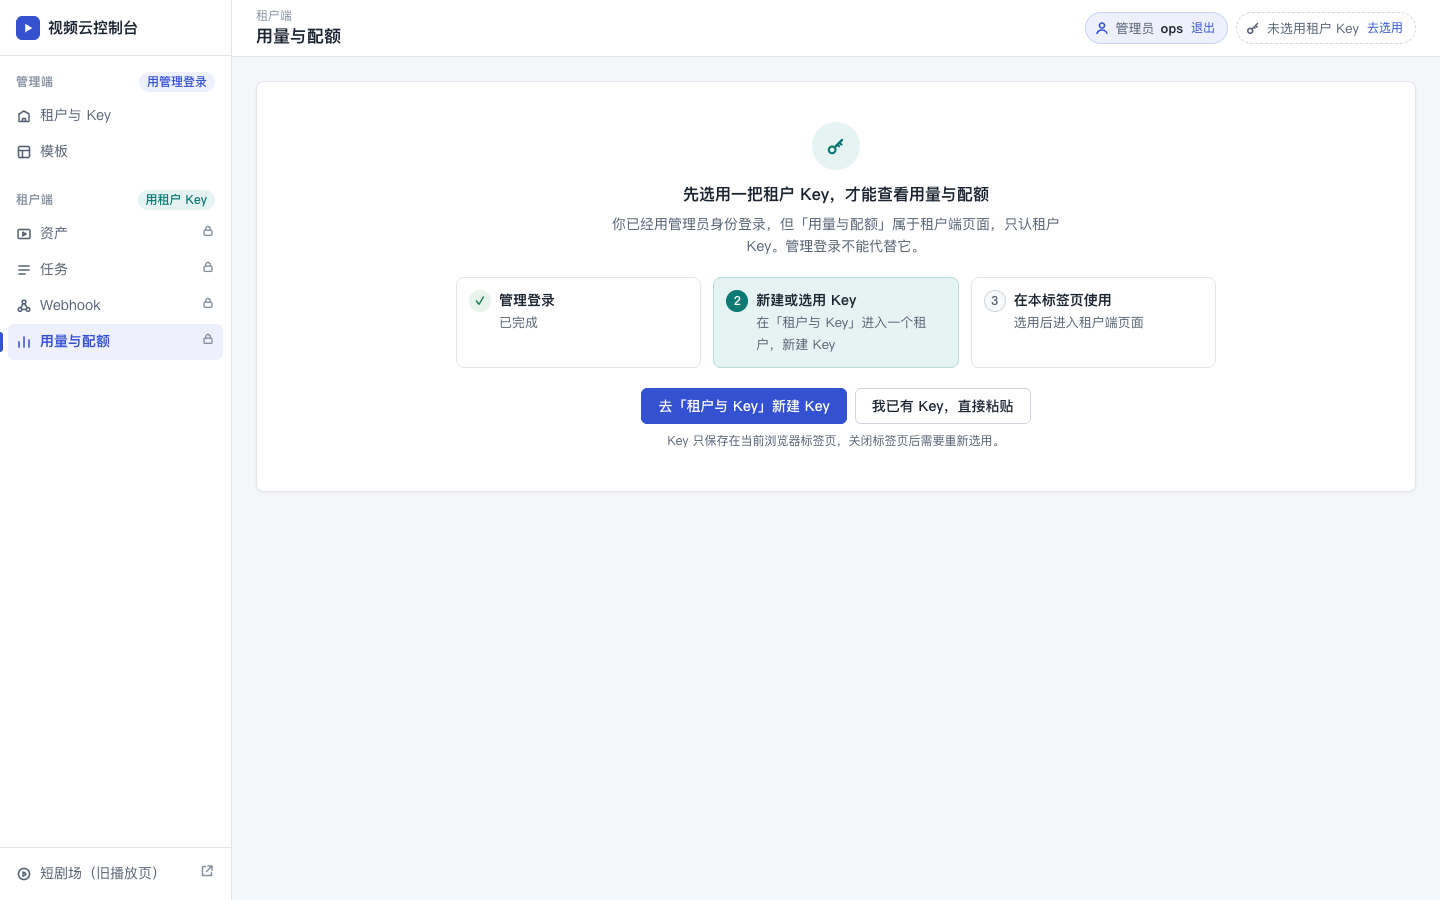 视频云控制台
管理端 用管理登录
租户与 Key
模板
租户端 用租户 Key
资产
任务
Webhook
用量与配额
短剧场（旧播放页）
租户端
用量与配额
管理员 ops 退出
未选用租户 Key 去选用
先选用一把租户 Key，才能查看用量与配额
你已经用管理员身份登录，但「用量与配额」属于租户端页面，只认租户
Key。管理登录不能代替它。
管理登录
已完成
2 新建或选用 Key
在「租户与 Key」进入一个租
户，新建 Key
3 在本标签页使用
选用后进入租户端页面
去「租户与 Key」新建 Key
我已有 Key，直接粘贴
Key 只保存在当前浏览器标签页，关闭标签页后需要重新选用。